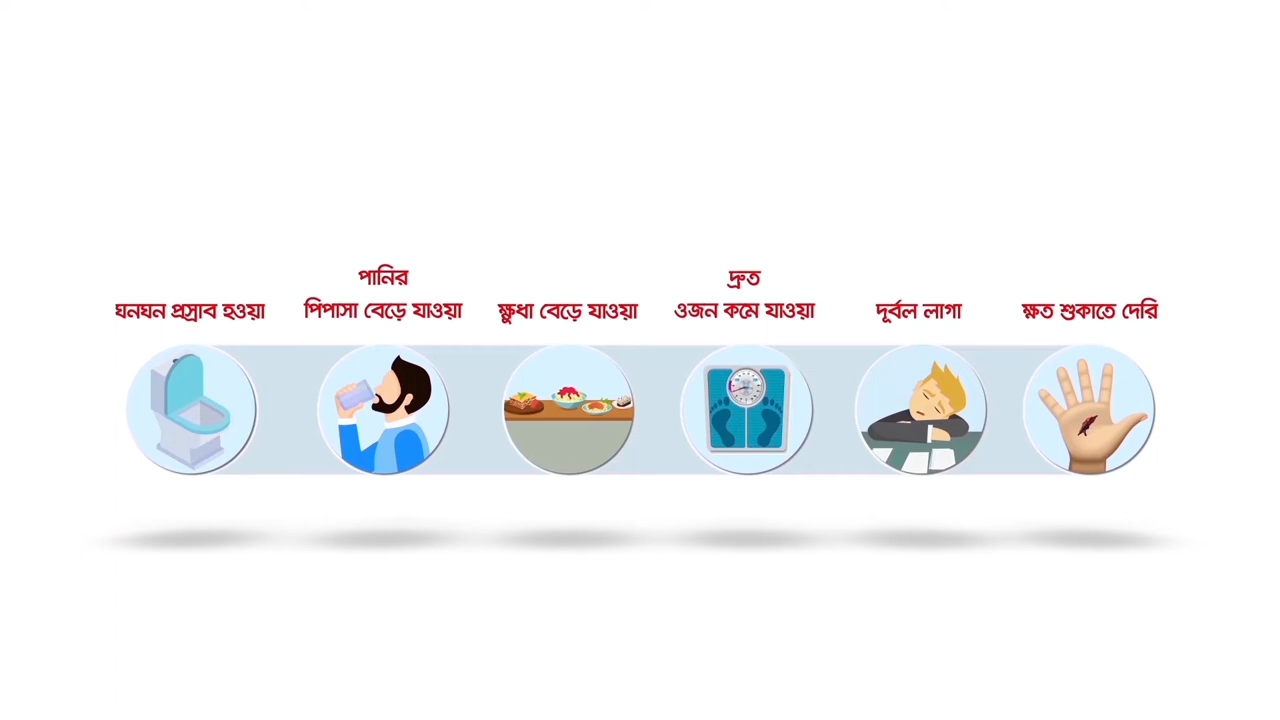 ঘনঘন প্রস্রাব হওয়া
পানির
পিপাসা বেড়ে যাওয়া
ক্ষুধা বেড়ে যাওয়া
দ্রুত
ওজন কমে যাওয়া
দূর্বল লাগা
ক্ষত শুকাতে দেরি